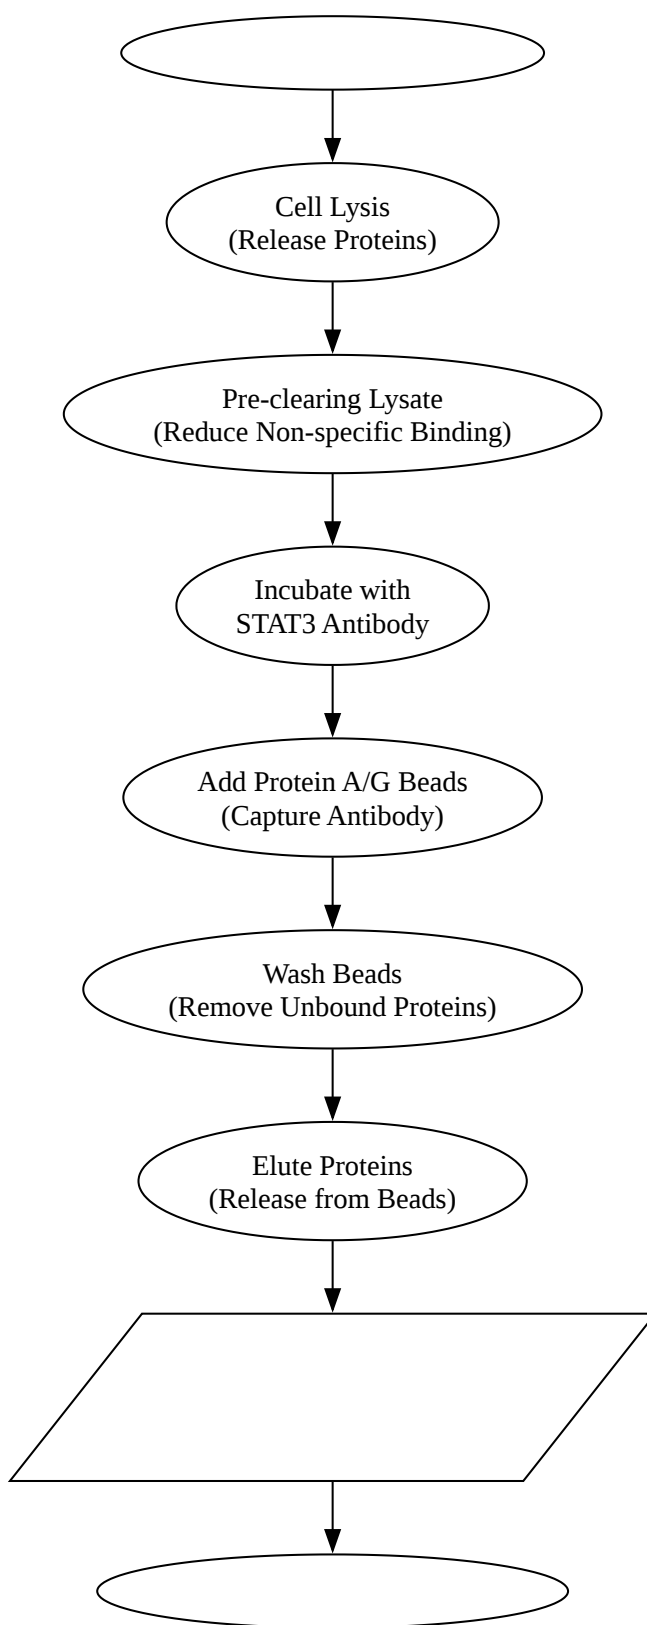 Cell Lysis
(Release Proteins)
Pre-clearing Lysate
(Reduce Non-specific Binding)
Incubate with
STAT3 Antibody
Add Protein A/G Beads
(Capture Antibody)
Wash Beads
(Remove Unbound Proteins)
Elute Proteins
(Release from Beads)